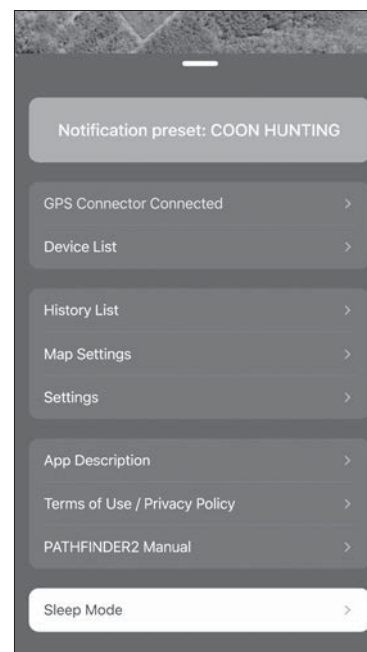 Notification preset: COON HUNTING
GPS Connector Connected
Device List
History List
Map Settings
Settings
App Description
Terms of Use / Privacy Policy
PATHFINDER2 Manual
Sleep Mode